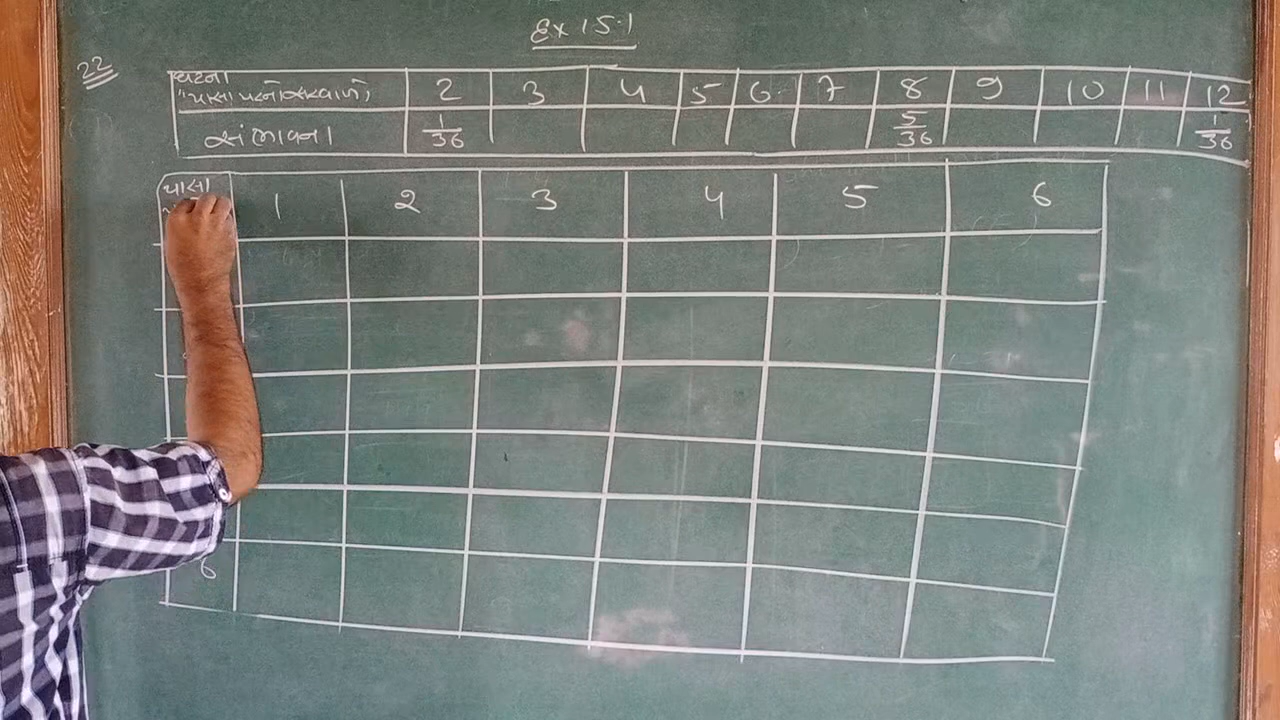 Ex 15.1
22
ઘટના
"પાસા પરનો સરવાળો" 2 3 4 5 6 7 8 9 10 11 12
સંભાવના 1/36 5/36 1/36
પાસા 1 2 3 4 5 6
6